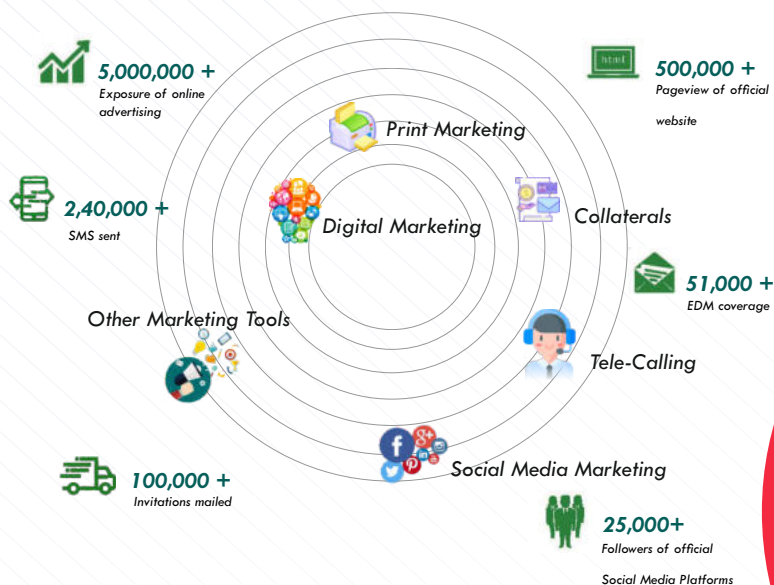 5,000,000 +
Exposure of online
advertising
html
500,000 +
Pageview of official
website
Print Marketing
2,40,000 +
SMS sent
Digital Marketing
Collaterals
51,000 +
EDM coverage
Other Marketing Tools
Tele-Calling
100,000 +
Invitations mailed
Social Media Marketing
25,000+
Followers of official
Social Media Platforms